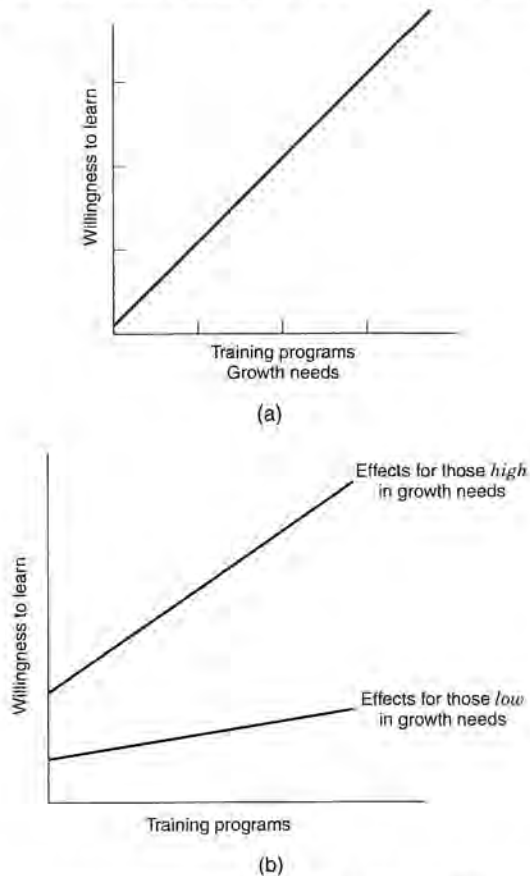 Willingness to learn
Training programs
Growth needs
(a)
Willingness to learn
Effects for those high
in growth needs
Effects for those low
in growth needs
Training programs
(b)